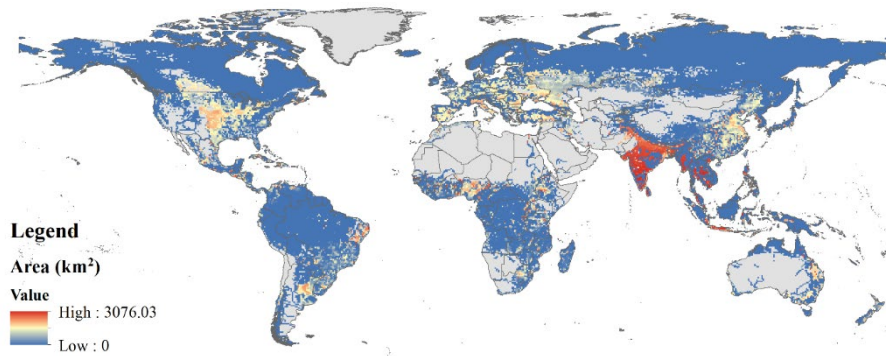 Legend
Area (km²)
Value
High : 3076.03
Low : 0